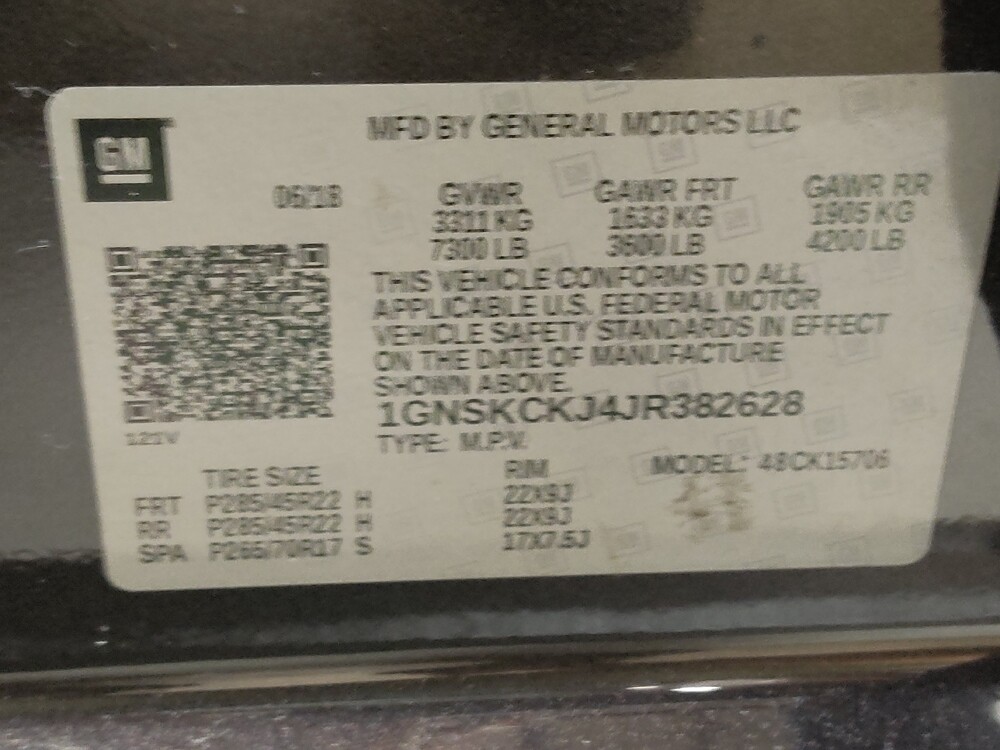 GM
MFD BY GENERAL MOTORS LLC
06/18 GVWR GAWR FRT GAWR RR
3311 KG 1633 KG 1905 KG
7300 LB 3600 LB 4200 LB
THIS VEHICLE CONFORMS TO ALL
APPLICABLE U.S. FEDERAL MOTOR
VEHICLE SAFETY STANDARDS IN EFFECT
ON THE DATE OF MANUFACTURE
SHOWN ABOVE.
1GNSKCKJ4JR382628
121V
TYPE: M.P.V.
TIRE SIZE RIM MODEL: 48CK15706
FRT P285/45R22 H 22X9J
RR P285/45R22 H 22X9J
SPA P265/70R17 S 17X7.5J